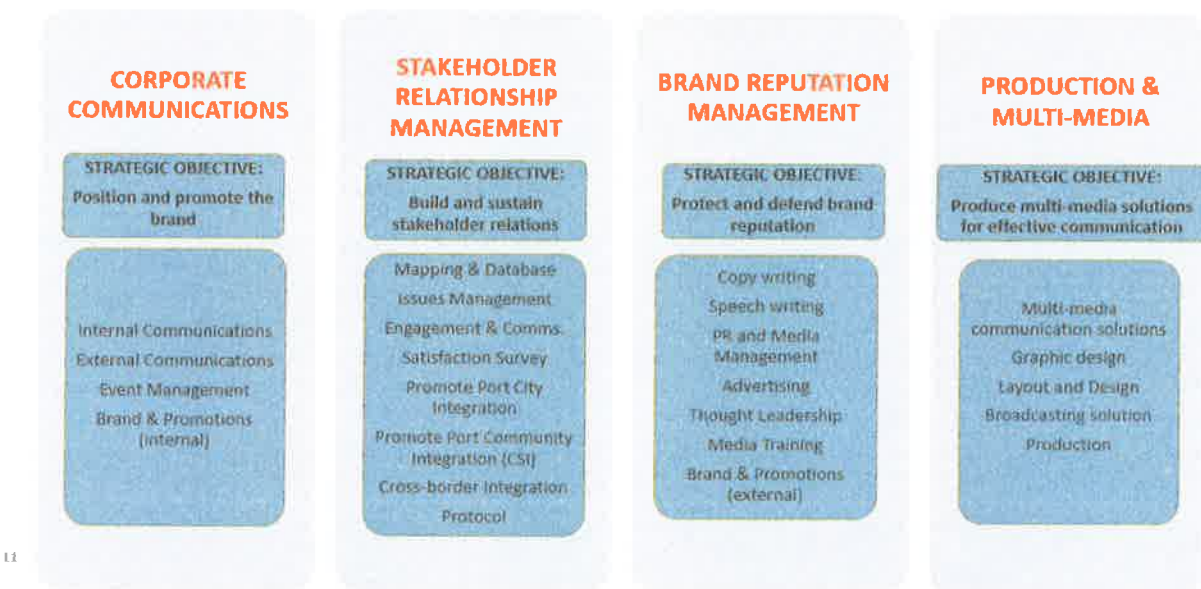 CORPORATE
COMMUNICATIONS
STRATEGIC OBJECTIVE:
Position and promote the
brand
Internal Communications
External Communications
Event Management
Brand & Promotions
(internal)
STAKEHOLDER
RELATIONSHIP
MANAGEMENT
STRATEGIC OBJECTIVE:
Build and sustain
stakeholder relations
Mapping & Database
Issues Management
Engagement & Comms.
Satisfaction Survey
Promote Port City
Integration
Promote Port Community
Integration (CSI)
Cross-border Integration
Protocol
BRAND REPUTATION
MANAGEMENT
STRATEGIC OBJECTIVE:
Protect and defend brand
reputation
Copy writing
Speech writing
PR and Media
Management
Advertising
Thought Leadership
Media Training
Brand & Promotions
(external)
PRODUCTION &
MULTI-MEDIA
STRATEGIC OBJECTIVE:
Produce multi-media solutions
for effective communication
Multi-media
communication solutions
Graphic design
Layout and Design
Broadcasting solution
Production
11